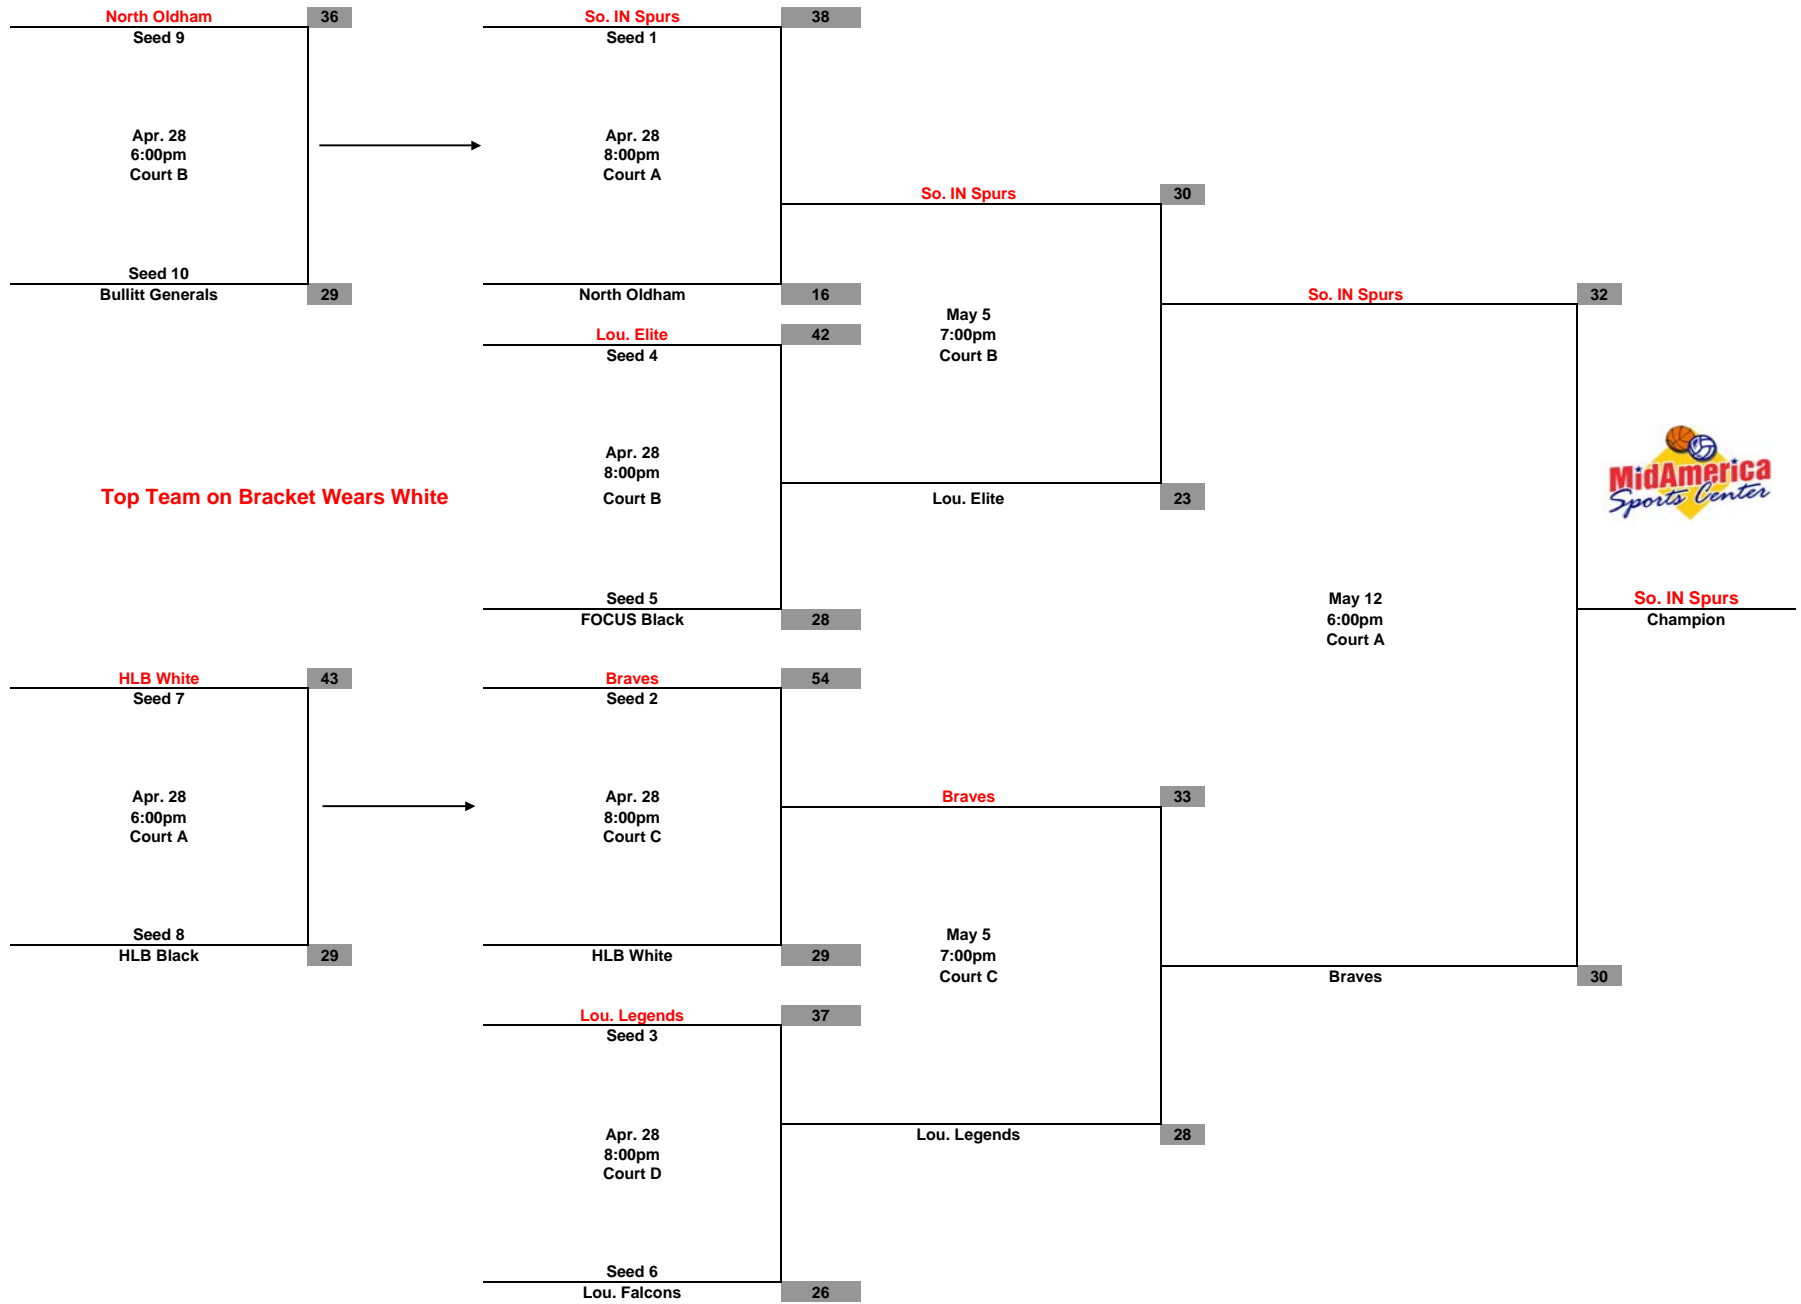 North Oldham 36
Seed 9
Apr. 28
6:00pm
Court B
Seed 10
Bullitt Generals 29
So. IN Spurs 38
Seed 1
Apr. 28
8:00pm
Court A
North Oldham 16
Lou. Elite 42
Seed 4
Apr. 28
8:00pm
Court B
Seed 5
FOCUS Black 28
Top Team on Bracket Wears White
HLB White 43
Seed 7
Apr. 28
6:00pm
Court A
Seed 8
HLB Black 29
Braves 54
Seed 2
Apr. 28
8:00pm
Court C
HLB White 29
Lou. Legends 37
Seed 3
Apr. 28
8:00pm
Court D
Seed 6
Lou. Falcons 26
So. IN Spurs 30
May 5
7:00pm
Court B
Lou. Elite 23
Braves 33
May 5
7:00pm
Court C
Lou. Legends 28
So. IN Spurs 32
May 12
6:00pm
Court A
Braves 30
MidAmerica
Sports Center
So. IN Spurs
Champion